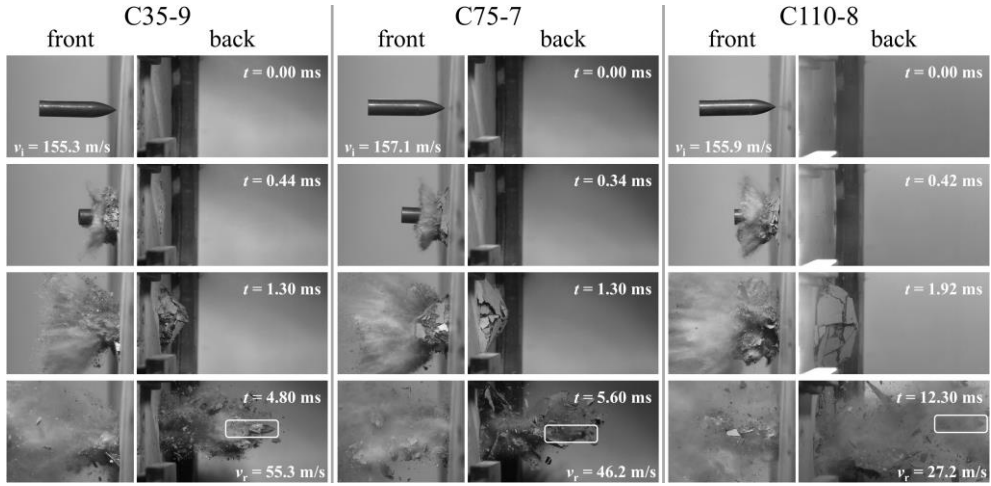 C35-9 C75-7 C110-8
front back front back front back
t = 0.00 ms t = 0.00 ms t = 0.00 ms
vi = 155.3 m/s vi = 157.1 m/s vi = 155.9 m/s
t = 0.44 ms t = 0.34 ms t = 0.42 ms
t = 1.30 ms t = 1.30 ms t = 1.92 ms
t = 4.80 ms t = 5.60 ms t = 12.30 ms
vr = 55.3 m/s vr = 46.2 m/s vr = 27.2 m/s